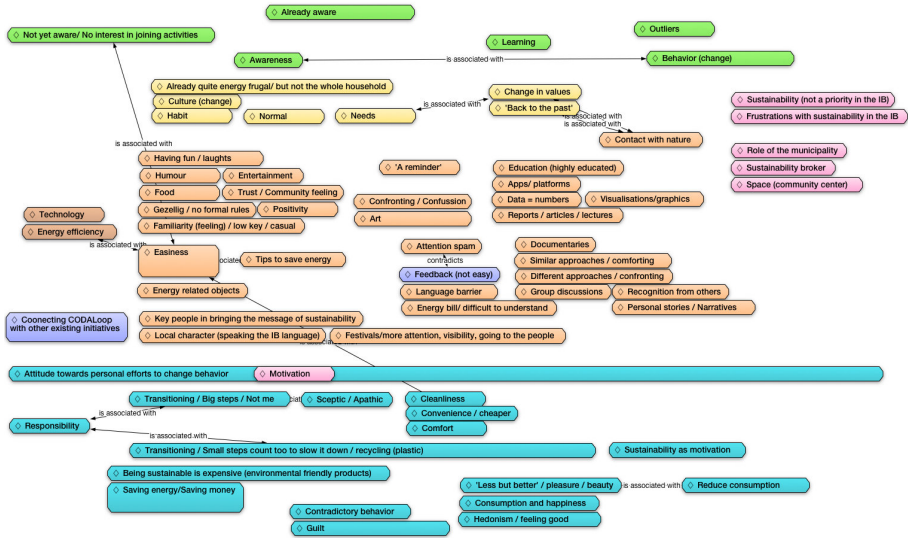 Already aware
Not yet aware/ No interest in joining activities
Outliers
Learning
Awareness
is associated with
Behavior (change)
Already quite energy frugal/ but not the whole household
Culture (change)
Habit
Normal
Needs
is associated with
Change in values
'Back to the past'
is associated with
is associated with
Contact with nature
Sustainability (not a priority in the IB)
Frustrations with sustainability in the IB
Role of the municipality
Sustainability broker
Space (community center)
is associated with
Having fun / laughts
Humour
Entertainment
Food
Trust / Community feeling
Gezellig / no formal rules
Positivity
Familiarity (feeling) / low key / casual
'A reminder'
Confronting / Confussion
Art
Education (highly educated)
Apps/ platforms
Data = numbers
Visualisations/graphics
Reports / articles / lectures
Technology
Energy efficiency
is associated with
Easiness
Tips to save energy
Energy related objects
Attention spam
contradicts
Feedback (not easy)
Language barrier
Energy bill/ difficult to understand
Documentaries
Similar approaches / comforting
Different approaches / confronting
Group discussions
Recognition from others
Personal stories / Narratives
Coonecting CODALoop
with other existing initiatives
Key people in bringing the message of sustainability
Local character (speaking the IB language)
Festivals/more attention, visibility, going to the people
Attitude towards personal efforts to change behavior
Motivation
Transitioning / Big steps / Not me
Sceptic / Apathic
is associated with
Responsibility
is associated with
Cleanliness
Convenience / cheaper
Comfort
Transitioning / Small steps count too to slow it down / recycling (plastic)
Sustainability as motivation
Being sustainable is expensive (environmental friendly products)
Saving energy/Saving money
'Less but better' / pleasure / beauty
is associated with
Reduce consumption
Consumption and happiness
Hedonism / feeling good
Contradictory behavior
Guilt